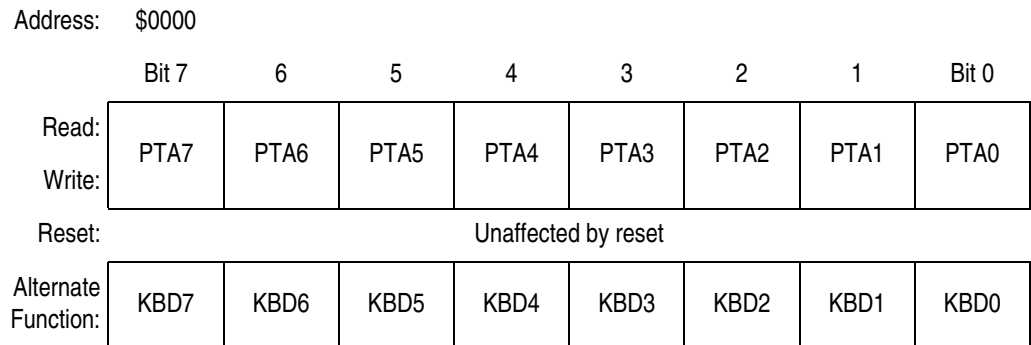 Address: $0000
Bit 7 6 5 4 3 2 1 Bit 0
Read:
PTA7 PTA6 PTA5 PTA4 PTA3 PTA2 PTA1 PTA0
Write:
Reset: Unaffected by reset
Alternate
Function:
KBD7 KBD6 KBD5 KBD4 KBD3 KBD2 KBD1 KBD0